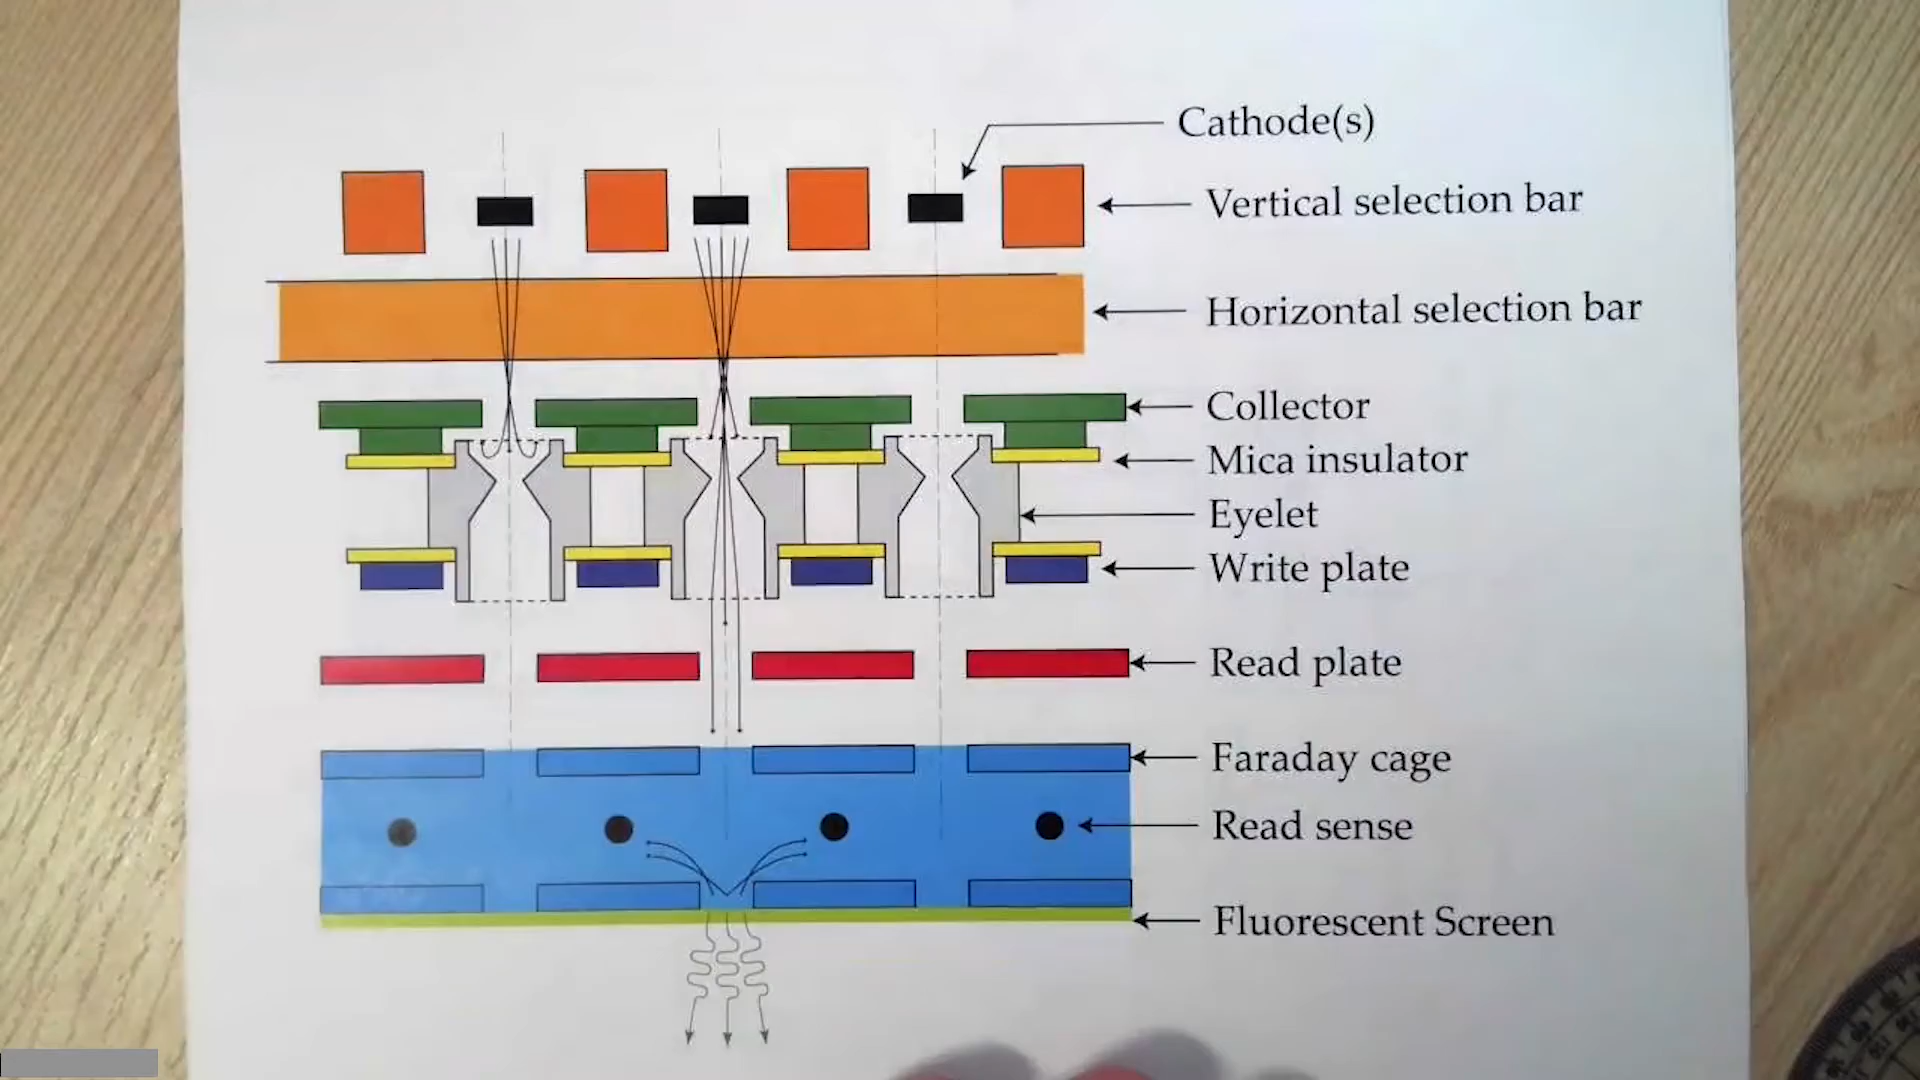 Cathode(s)
Vertical selection bar
Horizontal selection bar
Collector
Mica insulator
Eyelet
Write plate
Read plate
Faraday cage
Read sense
Fluorescent Screen